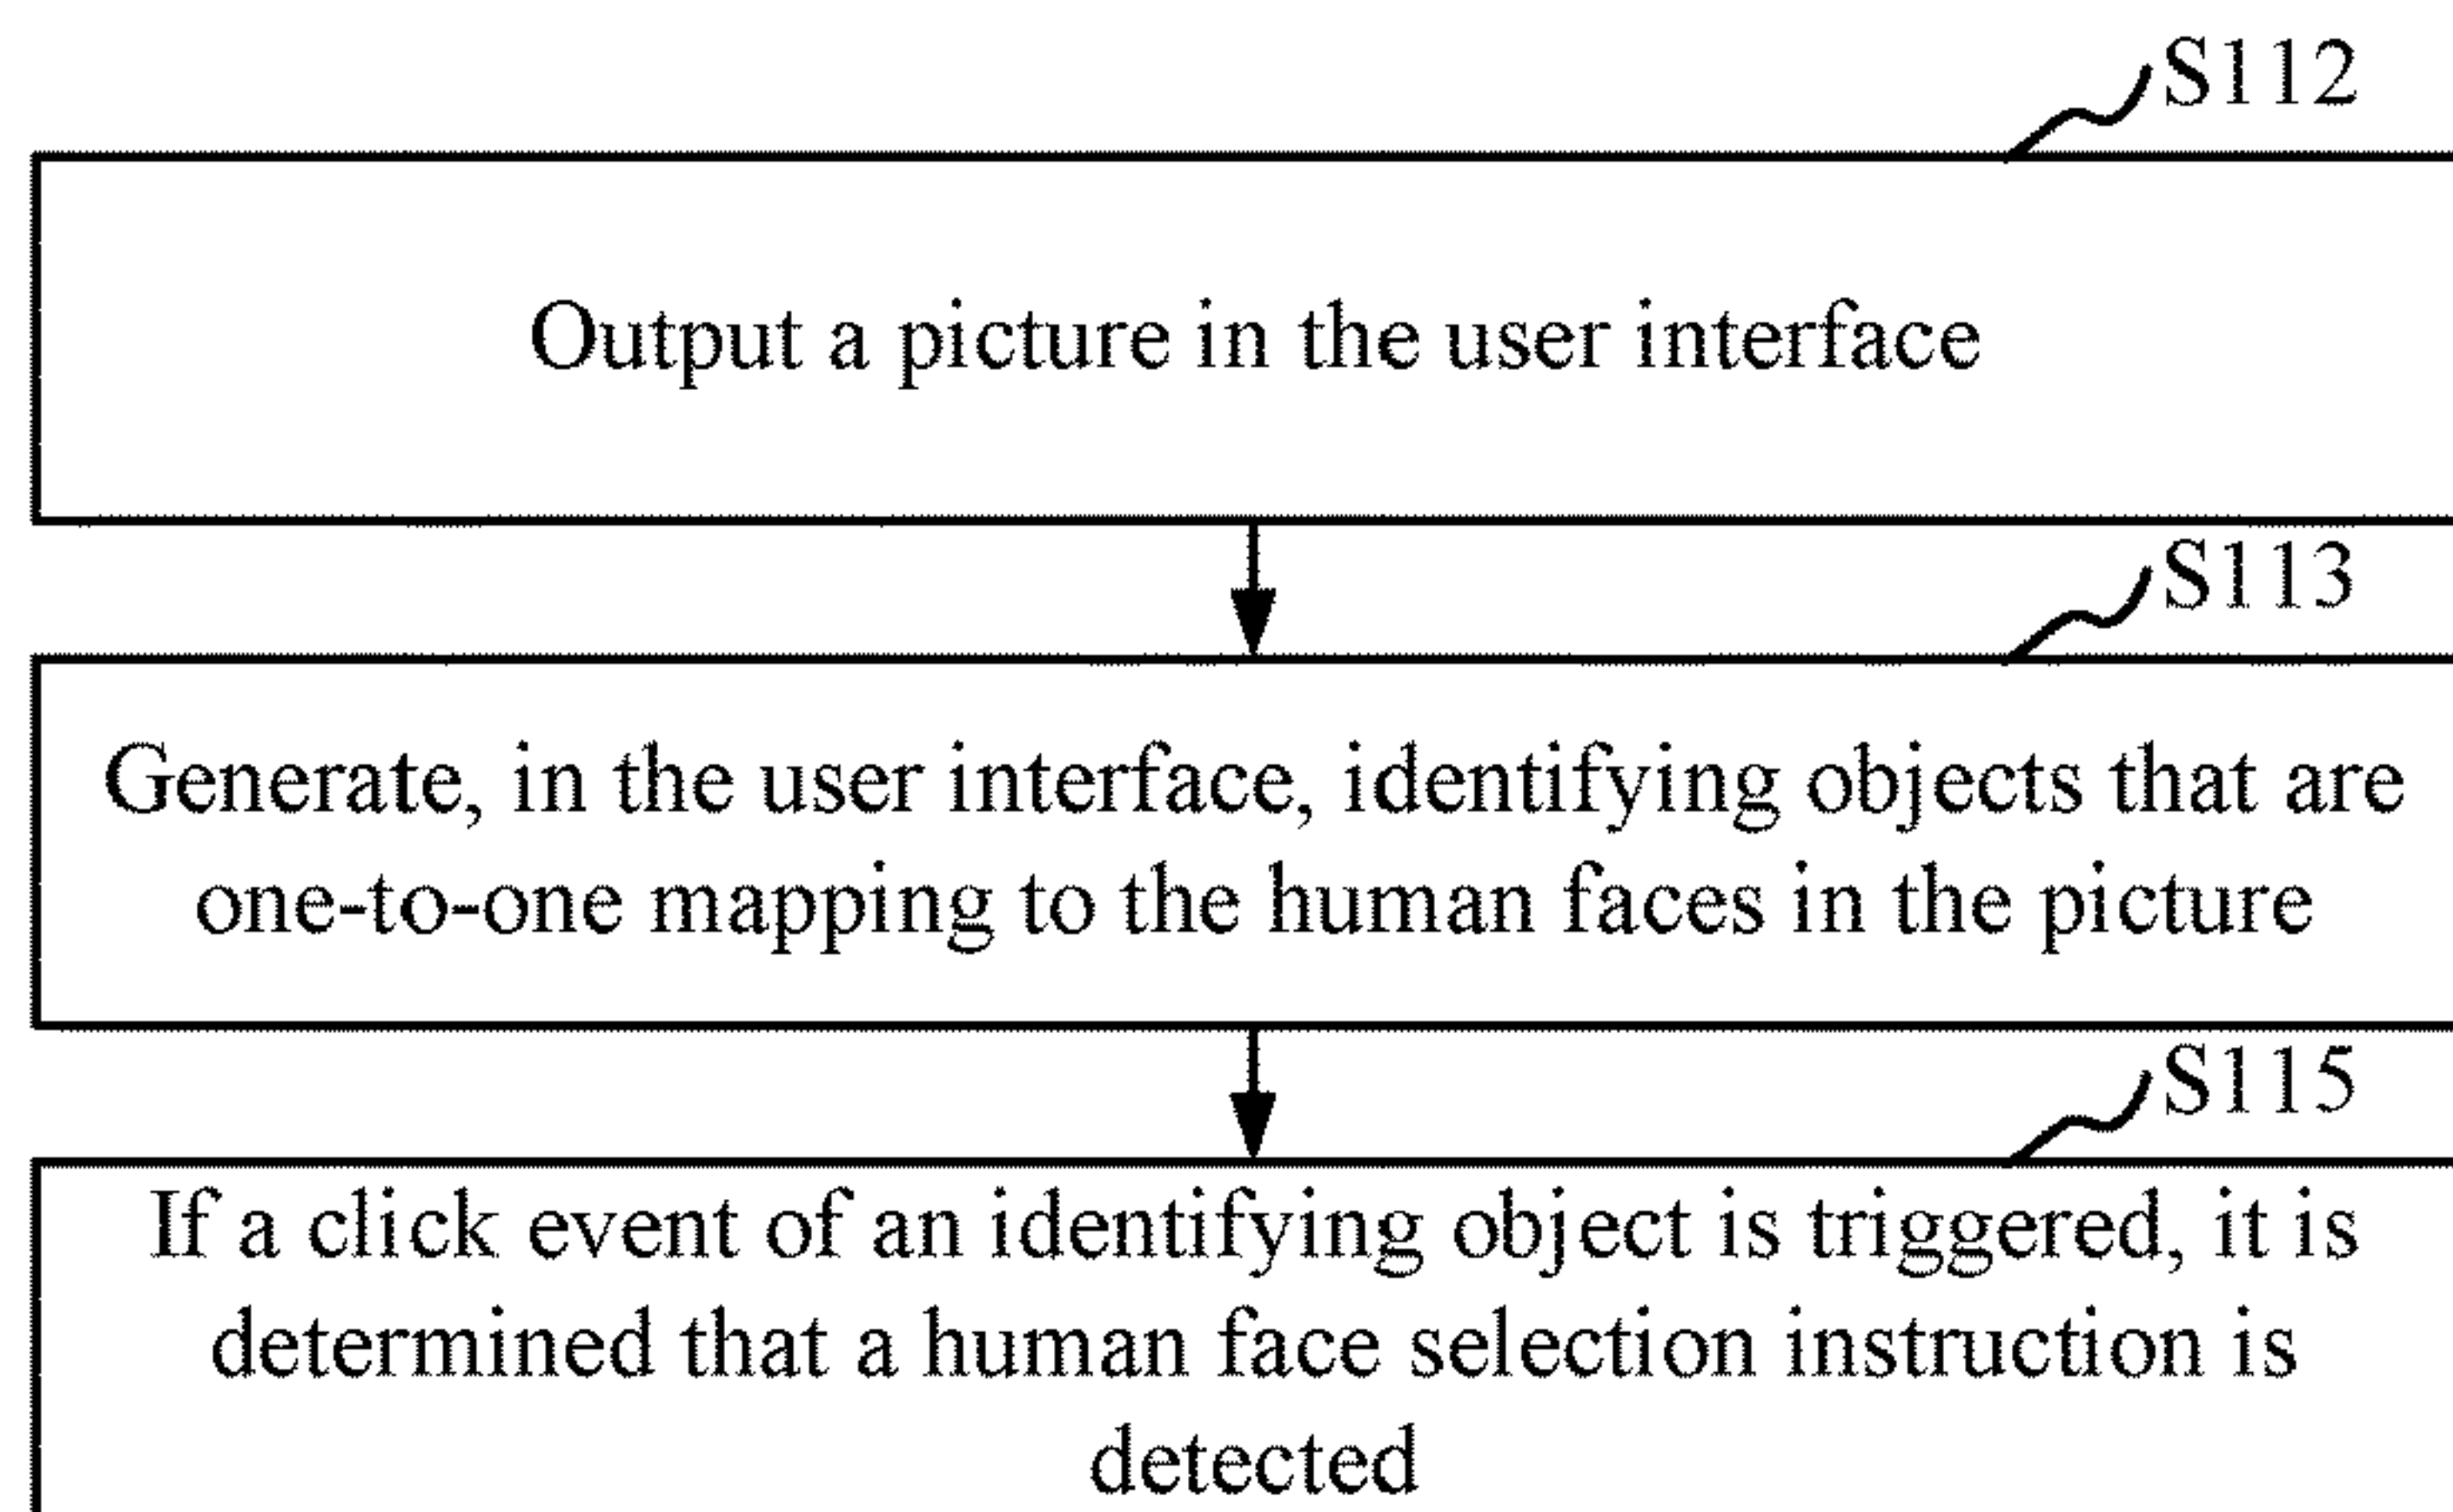 S112
Output a picture in the user interface
S113
Generate, in the user interface, identifying objects that are
one-to-one mapping to the human faces in the picture
S115
If a click event of an identifying object is triggered, it is
determined that a human face selection instruction is
detected